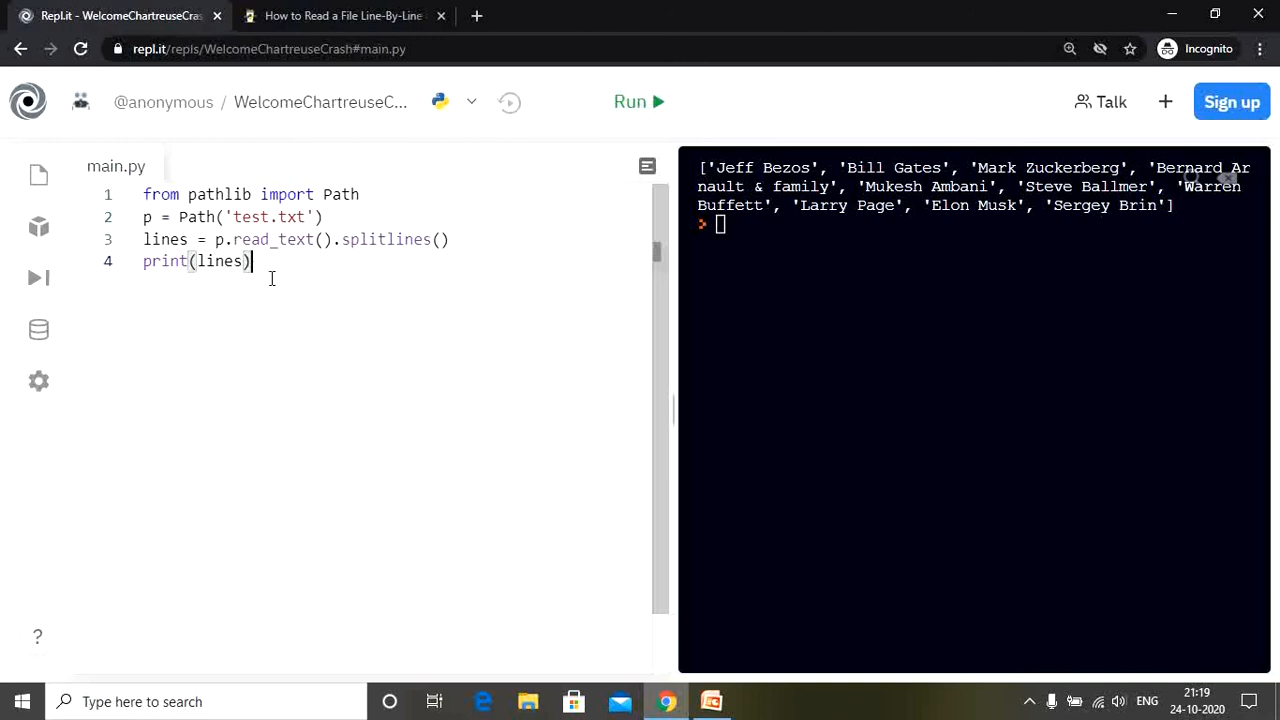 Repl.it - WelcomeChartreuseCras
How to Read a File Line-By-Line
repl.it/repls/WelcomeChartreuseCrash#main.py
Incognito
@anonymous / WelcomeChartreuseC...
Run
Talk
Sign up
main.py
1 from pathlib import Path
2 p = Path('test.txt')
3 lines = p.read_text().splitlines()
4 print(lines)
['Jeff Bezos', 'Bill Gates', 'Mark Zuckerberg', 'Bernard Ar
nault & family', 'Mukesh Ambani', 'Steve Ballmer', 'Warren
Buffett', 'Larry Page', 'Elon Musk', 'Sergey Brin']
>
?
Type here to search
ENG
21:19
24-10-2020